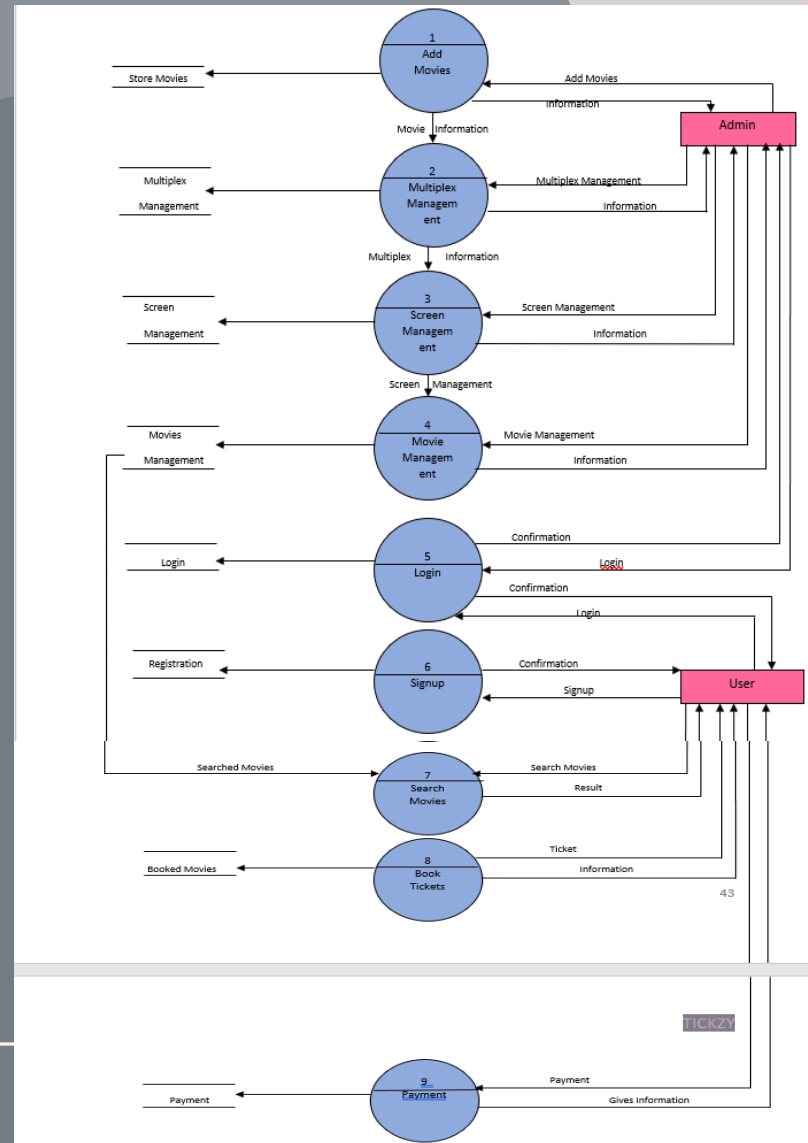 1
Add
Movies
Store Movies
Add Movies
Information
Admin
Movie Information
2
Multiplex
Managem
ent
Multiplex
Management
Multiplex Management
Information
Multiplex Information
3
Screen
Managem
ent
Screen
Management
Screen Management
Information
Screen Management
4
Movie
Managem
ent
Movies
Management
Movie Management
Information
5
Login
Login
Confirmation
Login
Confirmation
Login
6
Signup
Registration
Confirmation
Signup
User
Searched Movies
7
Search
Movies
Search Movies
Result
8
Book
Tickets
Booked Movies
Ticket
Information
43
TICKZY
9
Payment
Payment
Payment
Gives Information